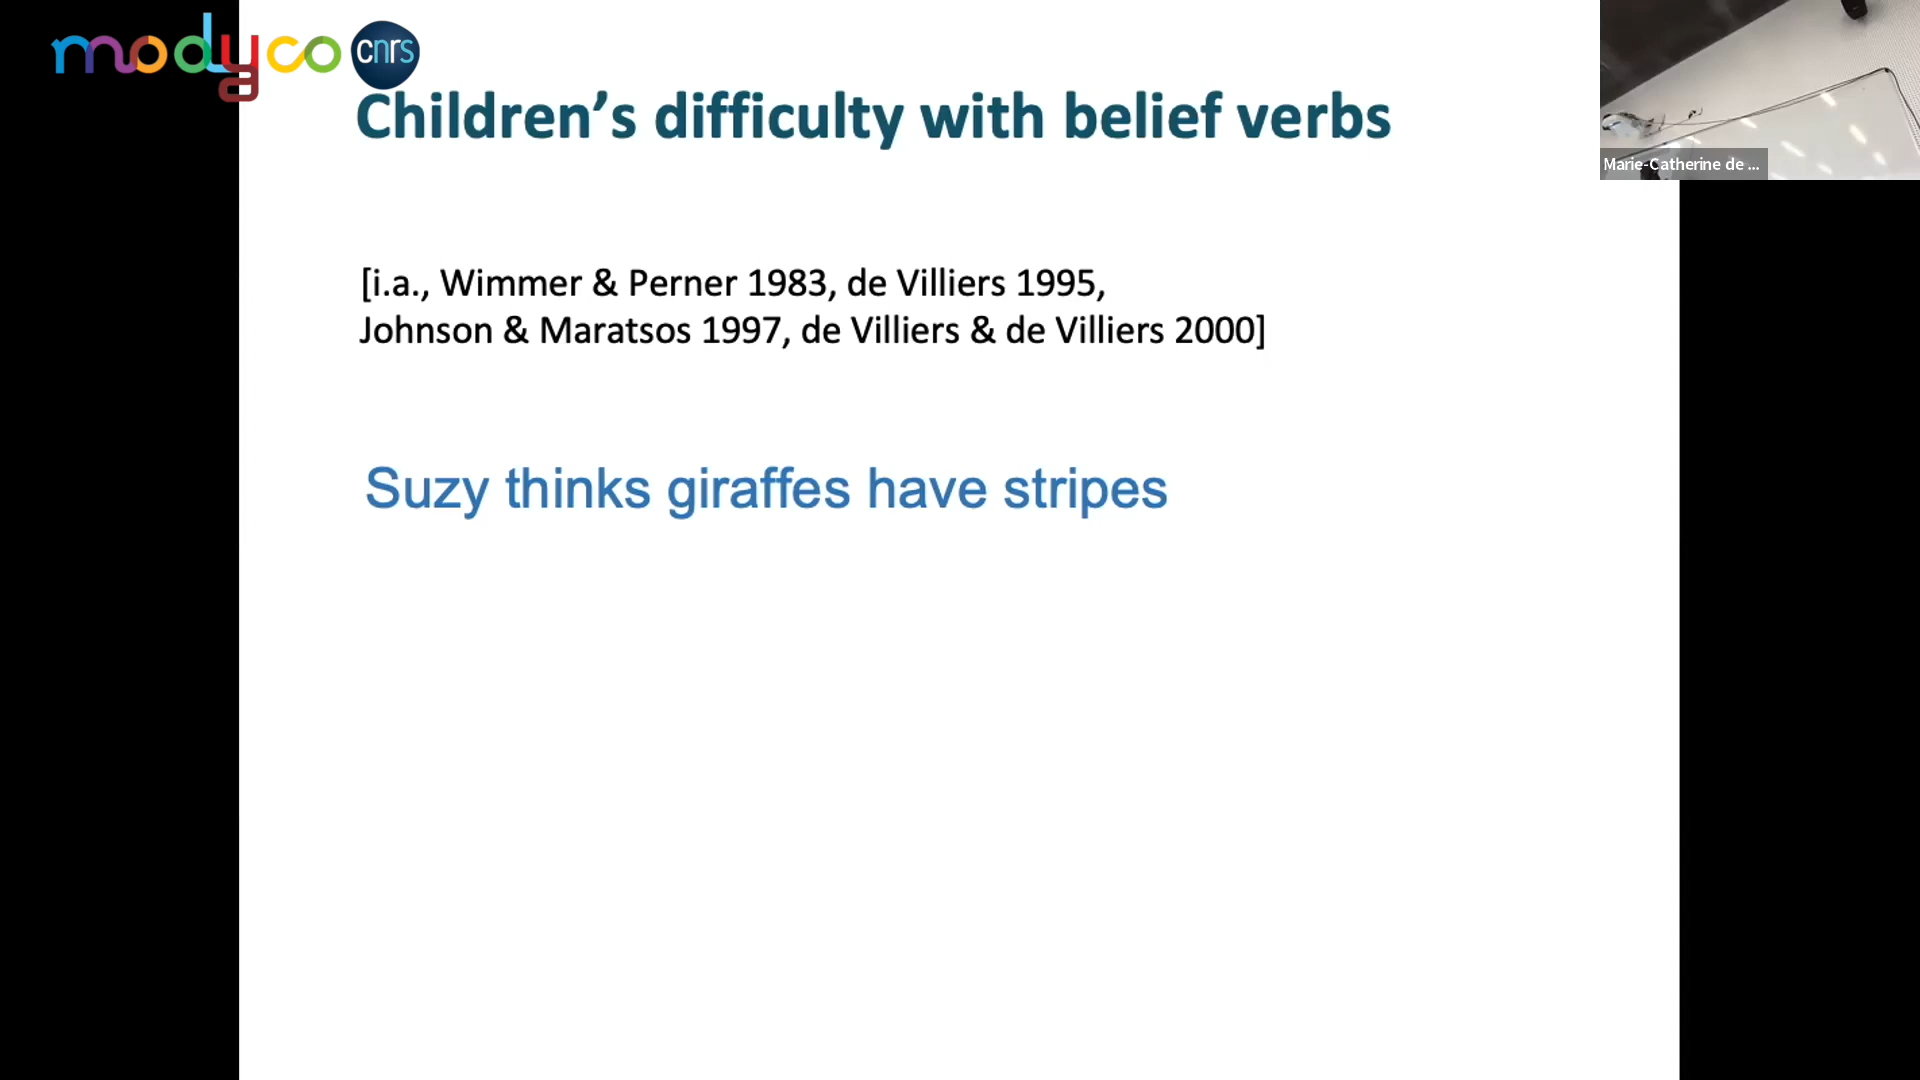 modyco cnrs
Children’s difficulty with belief verbs
Marie-Catherine de ...
[i.a., Wimmer & Perner 1983, de Villiers 1995,
Johnson & Maratsos 1997, de Villiers & de Villiers 2000]
Suzy thinks giraffes have stripes